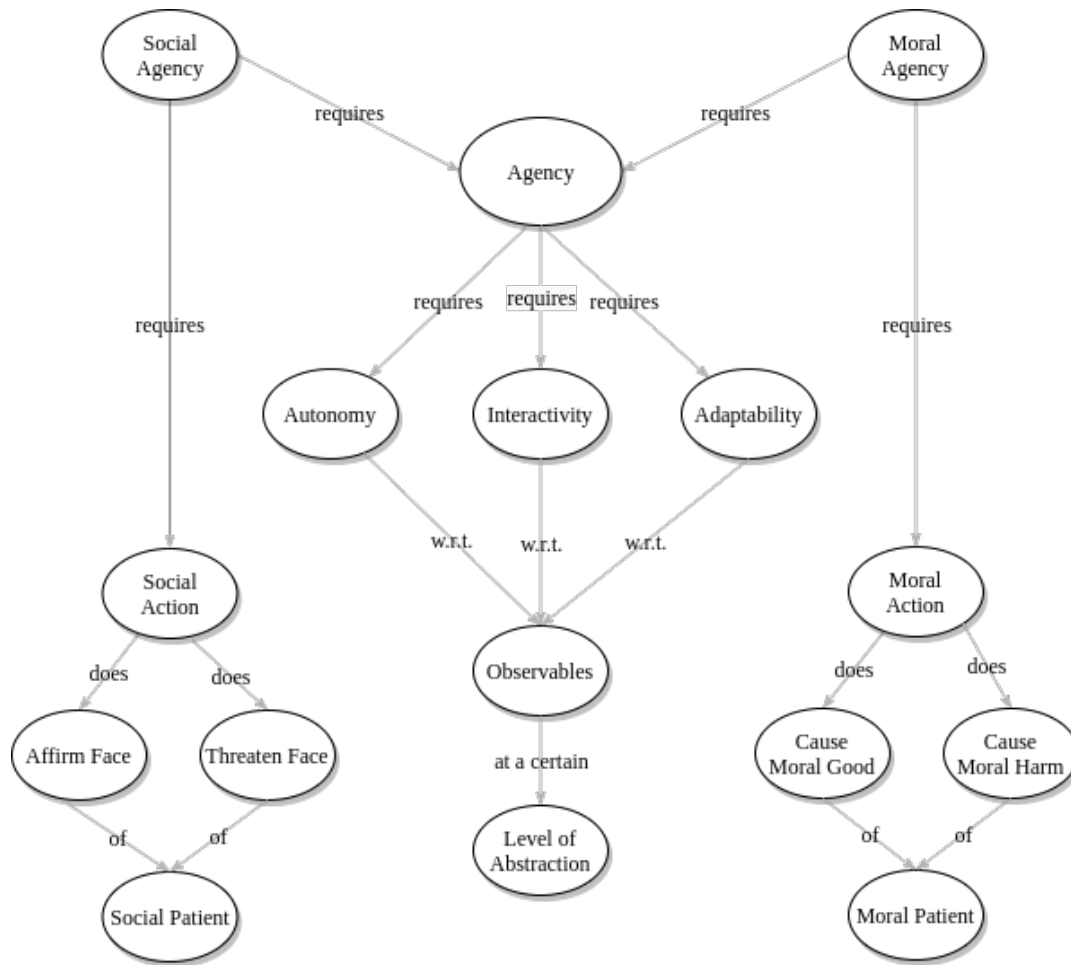 Social
Agency
Moral
Agency
requires
requires
Agency
requires
requires
requires
requires
requires
Autonomy
Interactivity
Adaptability
w.r.t.
w.r.t.
w.r.t.
Social
Action
Moral
Action
does
does
Observables
does
does
Affirm Face
Threaten Face
at a certain
Cause
Moral Good
Cause
Moral Harm
of
of
Level of
Abstraction
of
of
Social Patient
Moral Patient